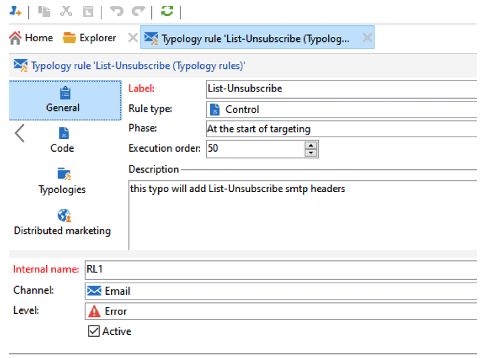 Home Explorer Typology rule 'List-Unsubscribe (Typolog...
Typology rule 'List-Unsubscribe (Typology rules)'
General
Code
Typologies
Distributed marketing
Label: List-Unsubscribe
Rule type: Control
Phase: At the start of targeting
Execution order: 50
Description
this typo will add List-Unsubscribe smtp headers
Internal name: RL1
Channel: Email
Level: Error
Active